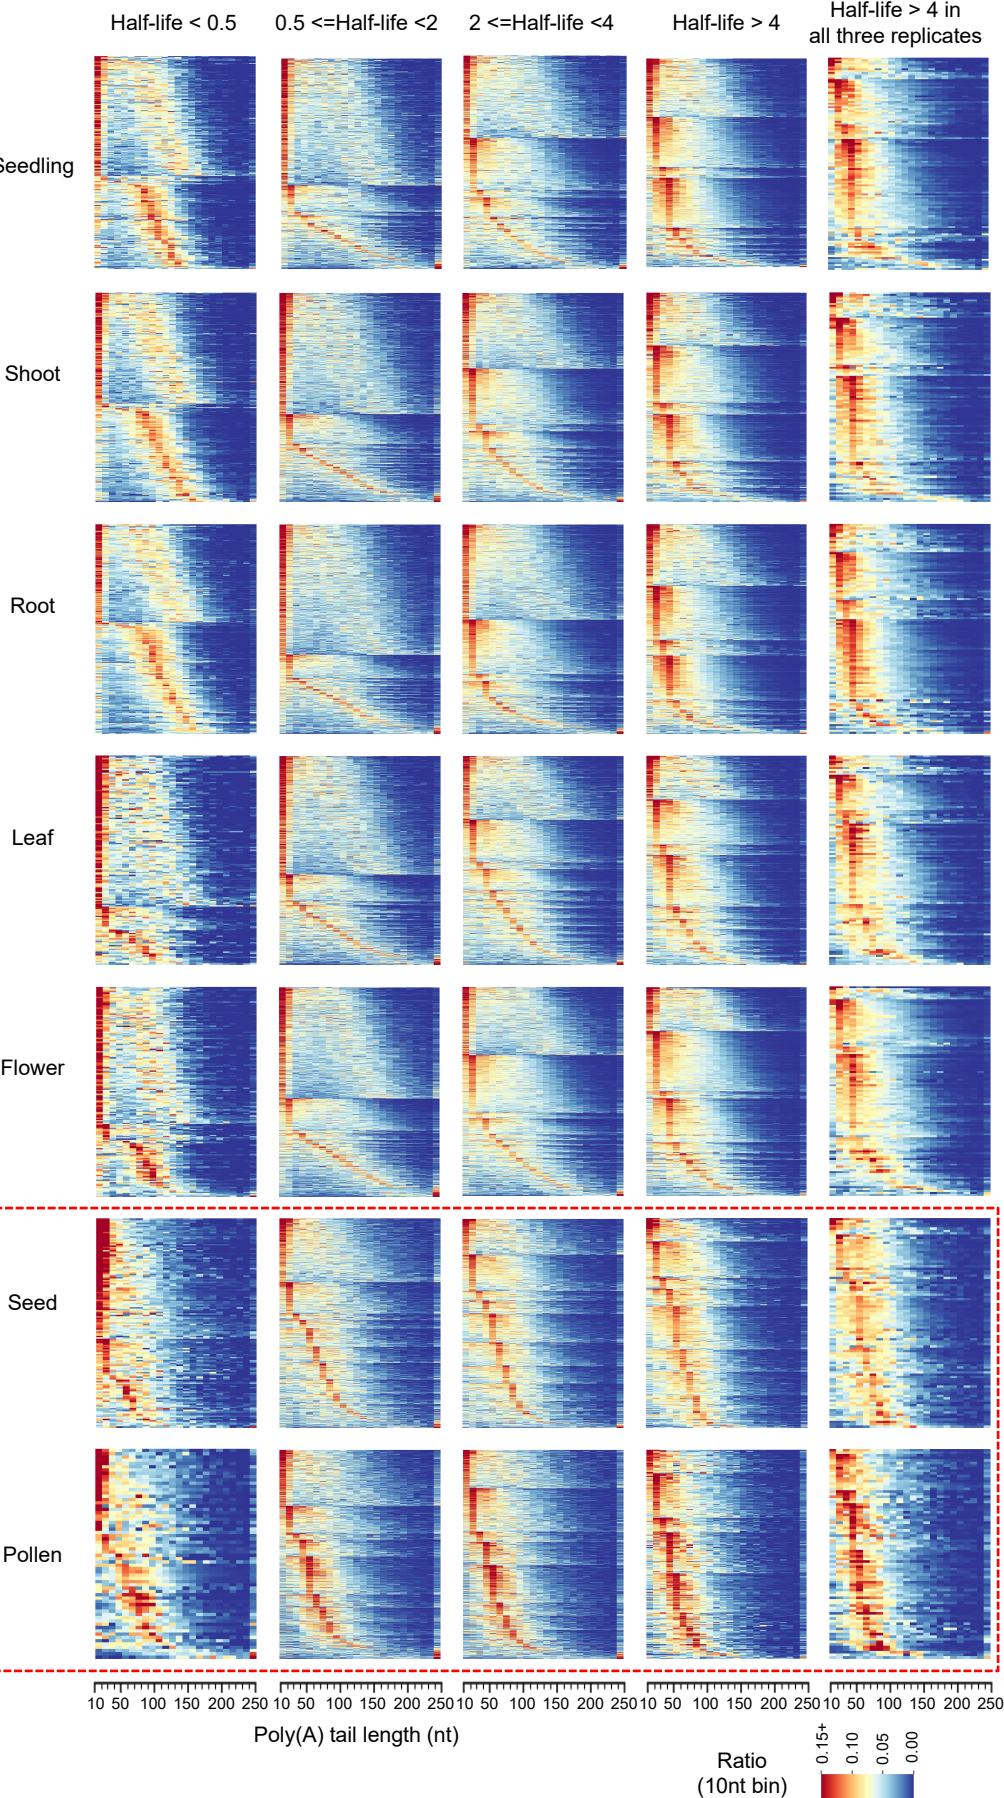 Half-life < 0.5
0.5 <=Half-life <2
2 <=Half-life <4
Half-life > 4
Half-life > 4 in
all three replicates
Seedling
Shoot
Root
Leaf
Flower
Seed
Pollen
10 50 100 150 200 250
10 50 100 150 200 250
10 50 100 150 200 250
10 50 100 150 200 250
10 50 100 150 200 250
Poly(A) tail length (nt)
Ratio
(10nt bin)
0.15+
0.10
0.05
0.00